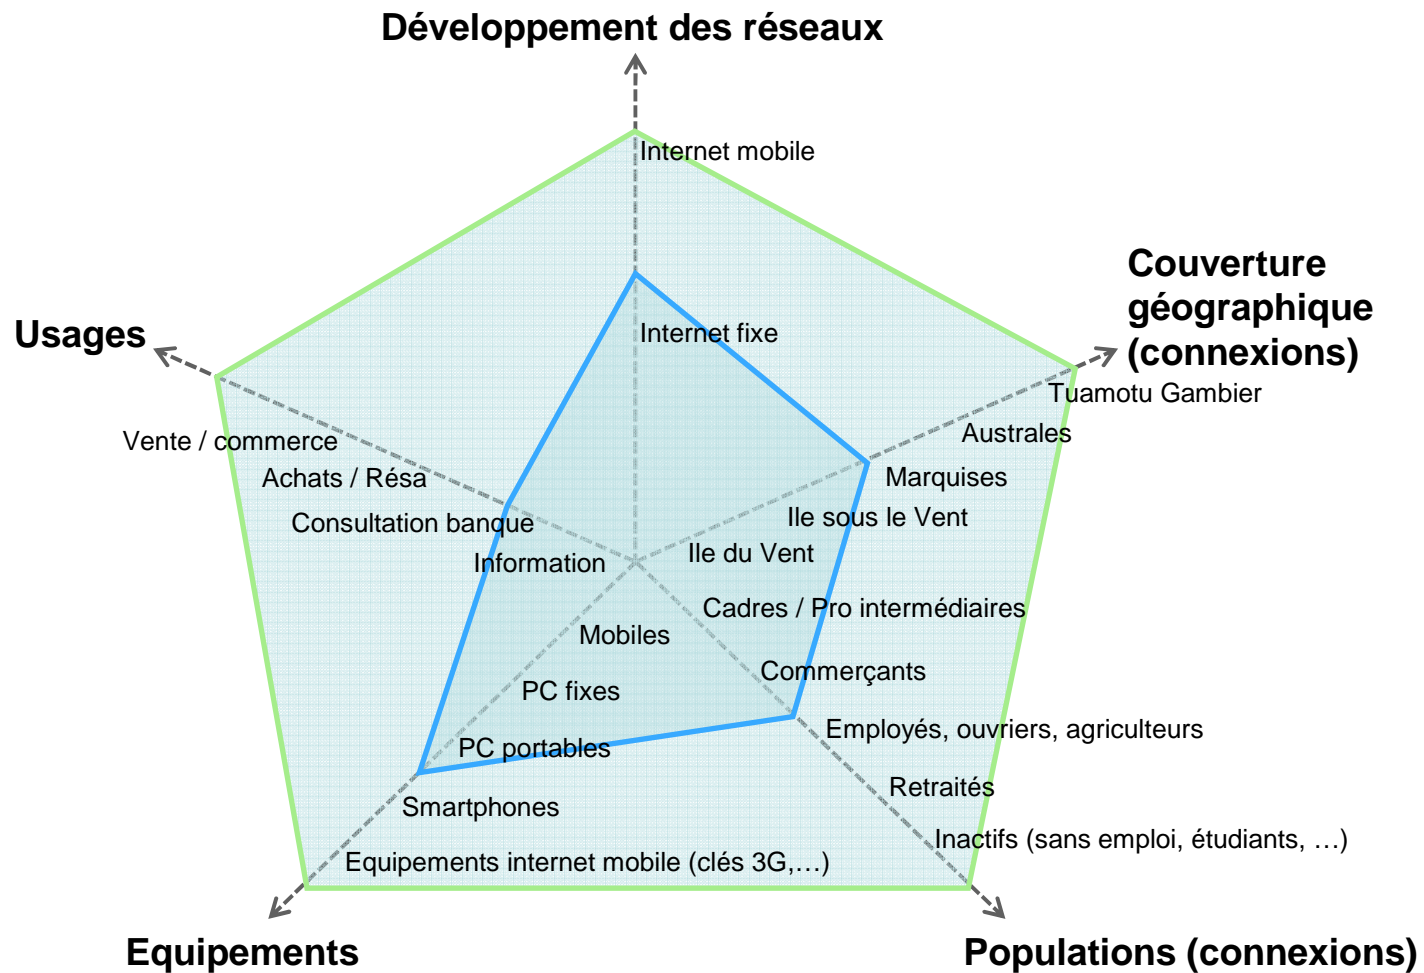 Développement des réseaux
Internet mobile
Couverture
géographique
(connexions)
Usages
Internet fixe
Tuamotu Gambier
Australes
Vente / commerce
Achats / Résa
Marquises
Consultation banque
Ile sous le Vent
Information
Ile du Vent
Cadres / Pro intermédiaires
Mobiles
Commerçants
PC fixes
Employés, ouvriers, agriculteurs
PC portables
Retraités
Smartphones
Inactifs (sans emploi, étudiants, …)
Equipements internet mobile (clés 3G,…)
Equipements
Populations (connexions)